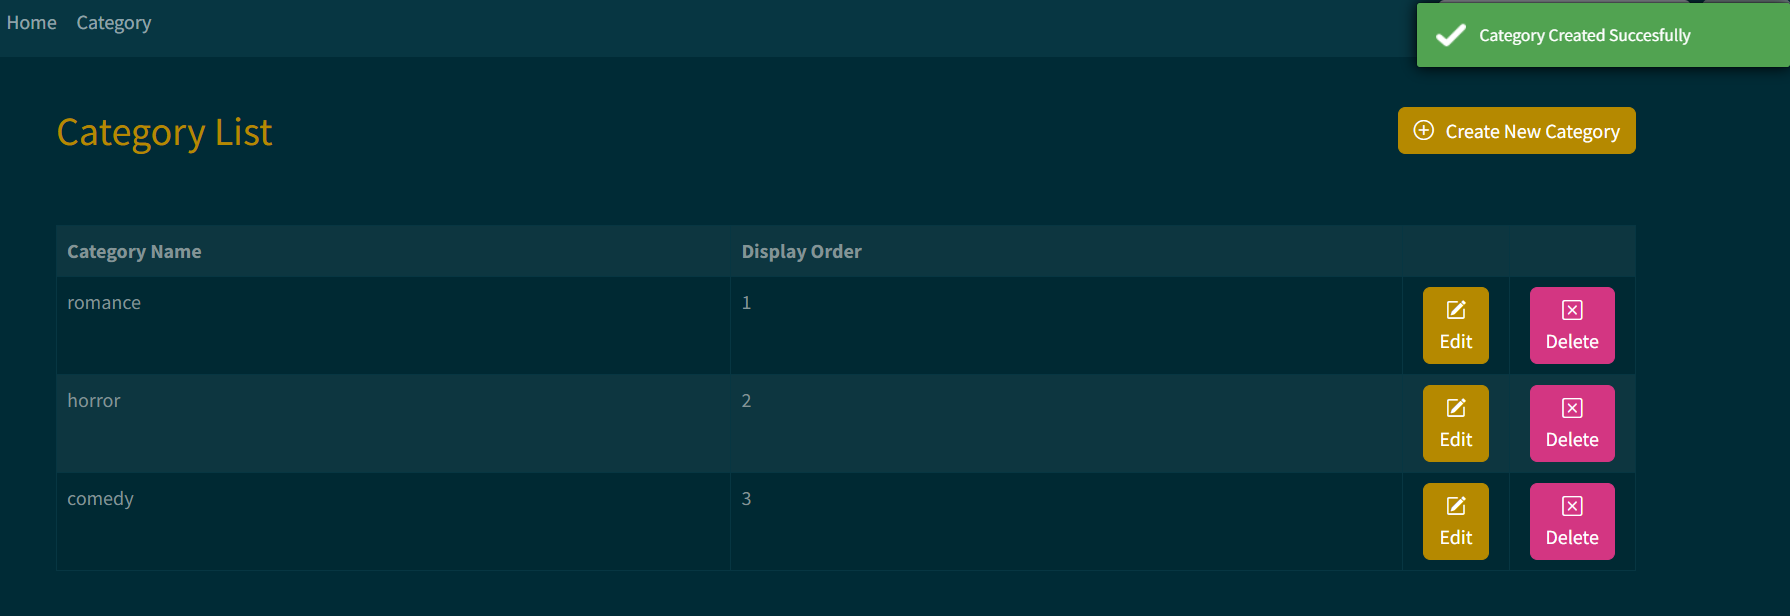 Home Category
Category Created Succesfully
Category List
Create New Category
Category Name Display Order
romance 1
Edit Delete
horror 2
Edit Delete
comedy 3
Edit Delete